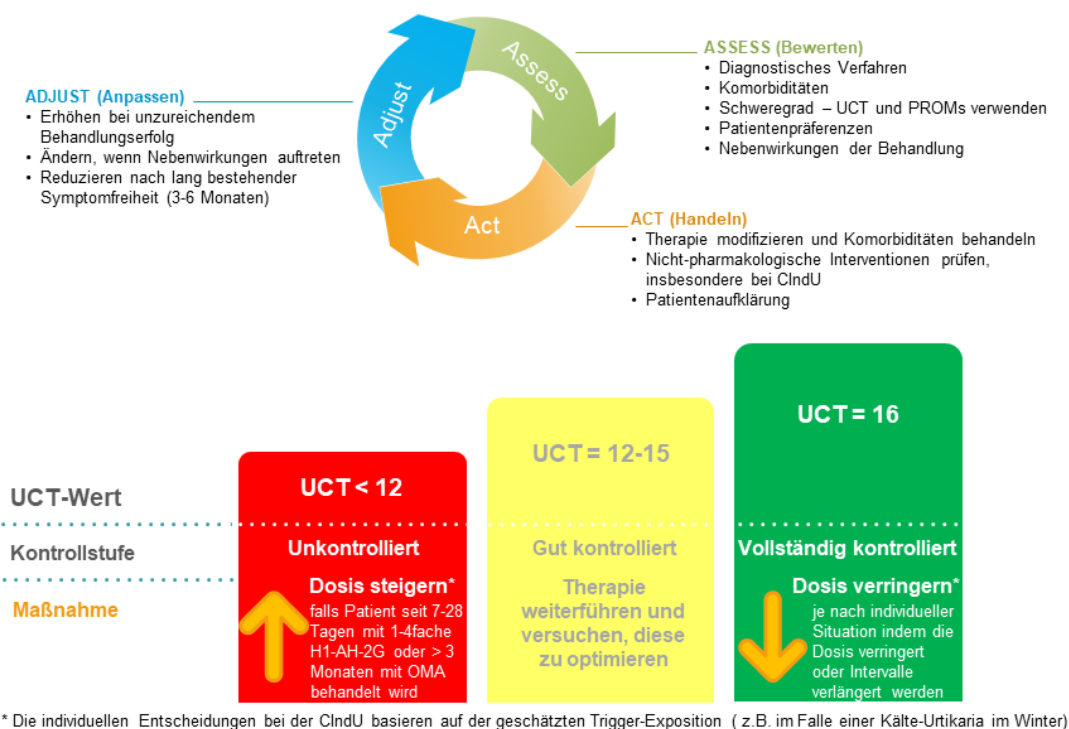 Adjust
Assess
Act
ASSESS (Bewerten)
• Diagnostisches Verfahren
• Komorbiditäten
• Schweregrad – UCT und PROMs verwenden
• Patientenpräferenzen
• Nebenwirkungen der Behandlung
ADJUST (Anpassen)
• Erhöhen bei unzureichendem
Behandlungserfolg
• Ändern, wenn Nebenwirkungen auftreten
• Reduzieren nach lang bestehender
Symptomfreiheit (3-6 Monaten)
ACT (Handeln)
• Therapie modifizieren und Komorbiditäten behandeln
• Nicht-pharmakologische Interventionen prüfen,
insbesondere bei CIndU
• Patientenaufklärung
UCT-Wert
UCT < 12
UCT = 12-15
UCT = 16
Kontrollstufe
Unkontrolliert
Gut kontrolliert
Vollständig kontrolliert
Maßnahme
Dosis steigern*
falls Patient seit 7-28
Tagen mit 1-4fache
H1-AH-2G oder > 3
Monaten mit OMA
behandelt wird
Therapie
weiterführen und
versuchen, diese
zu optimieren
Dosis verringern*
je nach individueller
Situation indem die
Dosis verringert
oder Intervalle
verlängert werden
* Die individuellen Entscheidungen bei der CIndU basieren auf der geschätzten Trigger-Exposition ( z.B. im Falle einer Kälte-Urtikaria im Winter)